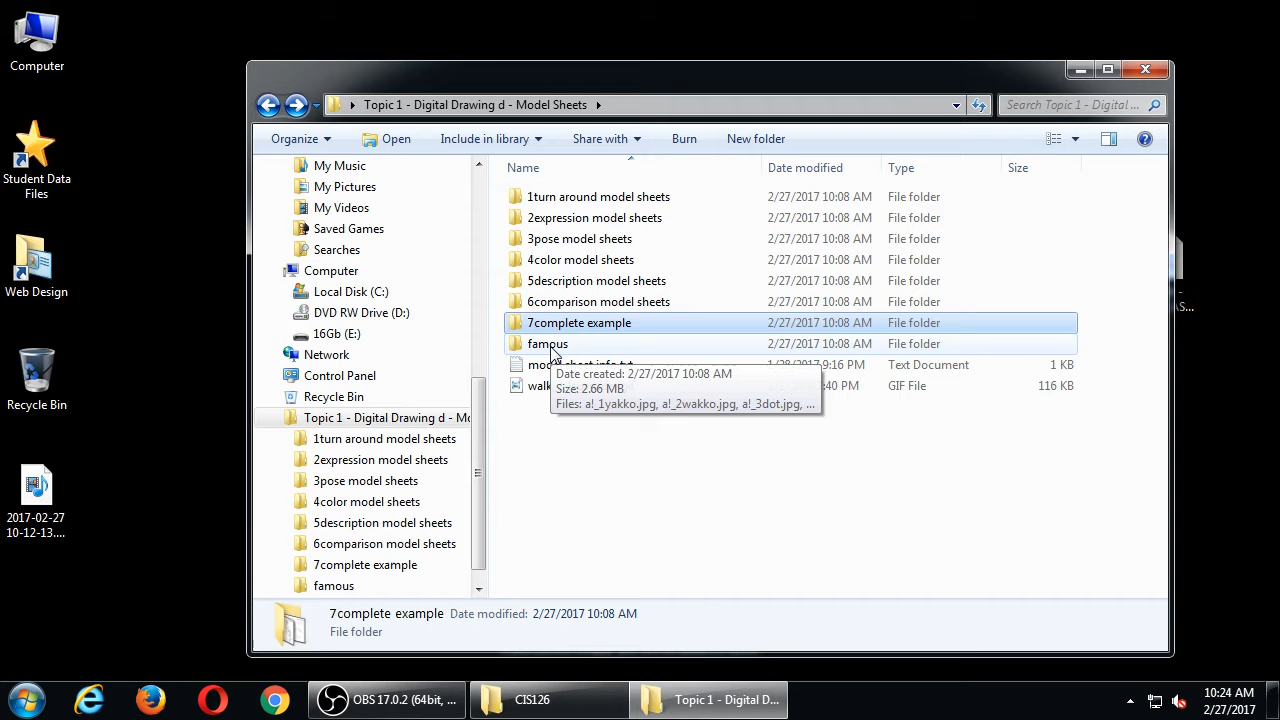 Computer
Student Data
Files
Web Design
Recycle Bin
2017-02-27
10-12-13....
Topic 1 - Digital Drawing d - Model Sheets
Search Topic 1 - Digital ...
Organize
Open
Include in library
Share with
Burn
New folder
My Music
My Pictures
My Videos
Saved Games
Searches
Computer
Local Disk (C:)
DVD RW Drive (D:)
16Gb (E:)
Network
Control Panel
Recycle Bin
Topic 1 - Digital Drawing d - Mo
1turn around model sheets
2expression model sheets
3pose model sheets
4color model sheets
5description model sheets
6comparison model sheets
7complete example
famous
Name Date modified Type Size
1turn around model sheets 2/27/2017 10:08 AM File folder
2expression model sheets 2/27/2017 10:08 AM File folder
3pose model sheets 2/27/2017 10:08 AM File folder
4color model sheets 2/27/2017 10:08 AM File folder
5description model sheets 2/27/2017 10:08 AM File folder
6comparison model sheets 2/27/2017 10:08 AM File folder
7complete example 2/27/2017 10:08 AM File folder
famous 2/27/2017 10:08 AM File folder
9:16 PM Text Document 1 KB
walk :40 PM GIF File 116 KB
Date created: 2/27/2017 10:08 AM
Size: 2.66 MB
Files: a!_1yakko.jpg, a!_2wakko.jpg, a!_3dot.jpg, ...
7complete example Date modified: 2/27/2017 10:08 AM
File folder
OBS 17.0.2 (64bit, ...
CIS126
Topic 1 - Digital D...
10:24 AM
2/27/2017